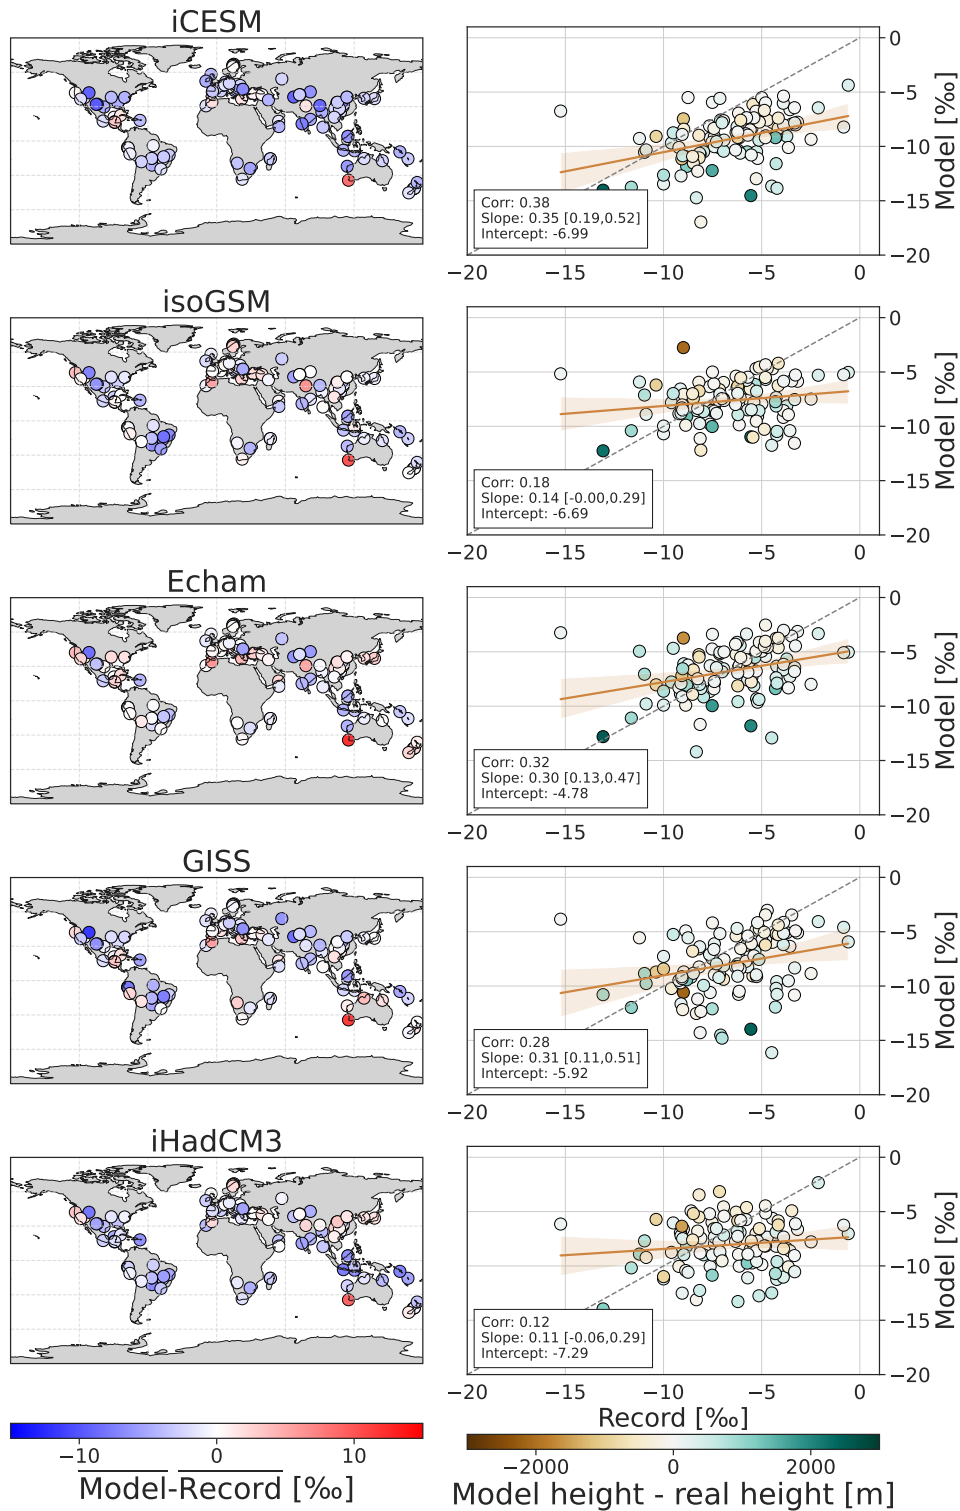 iCESM
0
−5
−10
−15
−20
Model [‰]
Corr: 0.38
Slope: 0.35 [0.19,0.52]
Intercept: -6.99
−20 −15 −10 −5 0
isoGSM
0
−5
−10
−15
−20
Model [‰]
Corr: 0.18
Slope: 0.14 [-0.00,0.29]
Intercept: -6.69
−20 −15 −10 −5 0
Echam
0
−5
−10
−15
−20
Model [‰]
Corr: 0.32
Slope: 0.30 [0.13,0.47]
Intercept: -4.78
−20 −15 −10 −5 0
GISS
0
−5
−10
−15
−20
Model [‰]
Corr: 0.28
Slope: 0.31 [0.11,0.51]
Intercept: -5.92
−20 −15 −10 −5 0
iHadCM3
0
−5
−10
−15
−20
Model [‰]
Corr: 0.12
Slope: 0.11 [-0.06,0.29]
Intercept: -7.29
−20 −15 −10 −5 0
Record [‰]
−10 0 10
Model-Record [‰]
−2000 0 2000
Model height - real height [m]